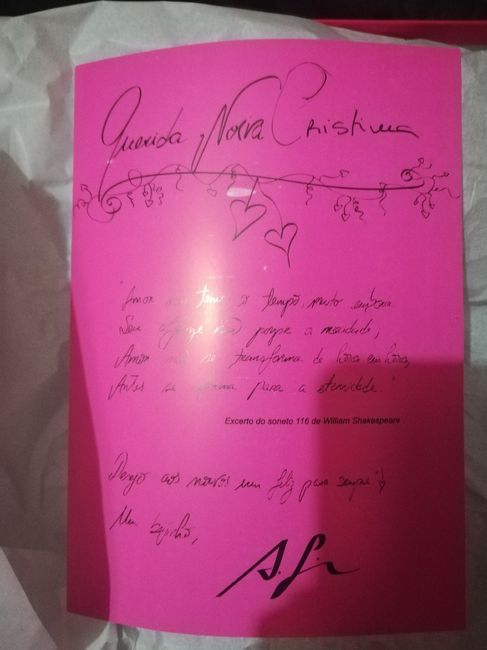 Querida Noiva Cristina
"Amor não teme o tempo, muito embora
Seu alfange não poupe a mocidade;
Amor não se transforma de hora em hora,
Antes se afirma para a eternidade."
Excerto do soneto 116 de William Shakespeare
Desejo aos noivos um feliz para sempre :)
Um beijinho,